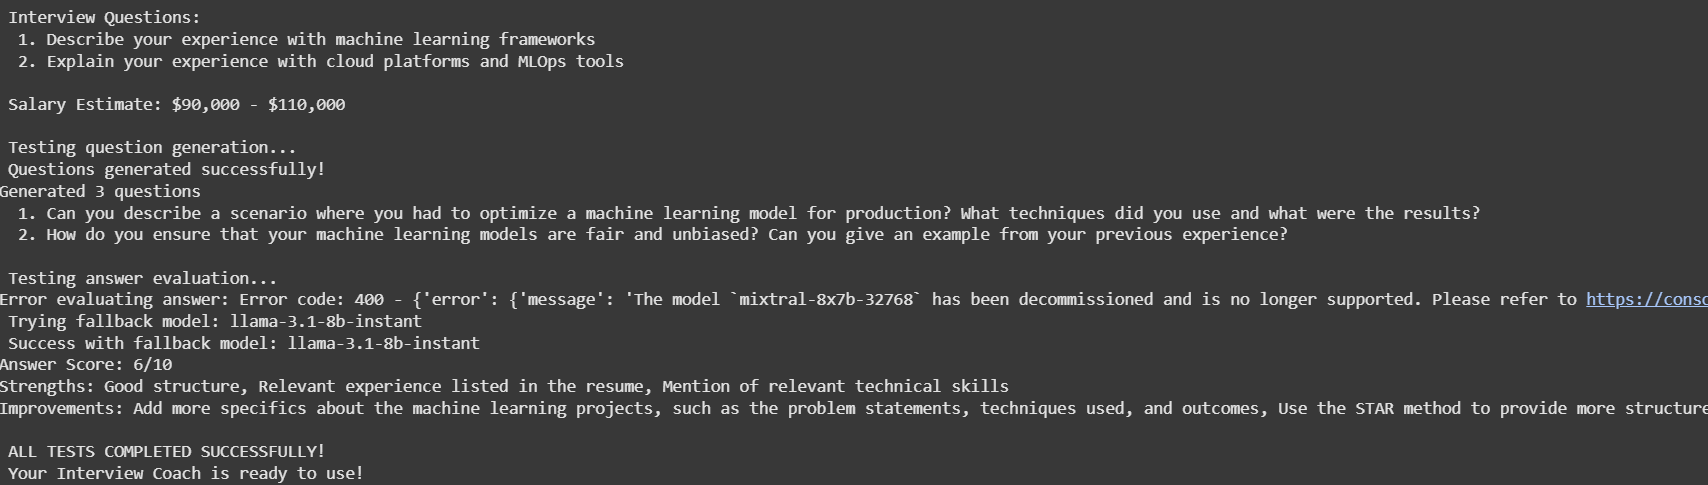 Interview Questions:
1. Describe your experience with machine learning frameworks
2. Explain your experience with cloud platforms and MLOps tools
Salary Estimate: $90,000 - $110,000
Testing question generation...
Questions generated successfully!
Generated 3 questions
1. Can you describe a scenario where you had to optimize a machine learning model for production? What techniques did you use and what were the results?
2. How do you ensure that your machine learning models are fair and unbiased? Can you give an example from your previous experience?
Testing answer evaluation...
Error evaluating answer: Error code: 400 - {'error': {'message': 'The model `mixtral-8x7b-32768` has been decommissioned and is no longer supported. Please refer to https://consc
Trying fallback model: llama-3.1-8b-instant
Success with fallback model: llama-3.1-8b-instant
Answer Score: 6/10
Strengths: Good structure, Relevant experience listed in the resume, Mention of relevant technical skills
Improvements: Add more specifics about the machine learning projects, such as the problem statements, techniques used, and outcomes, Use the STAR method to provide more structure
ALL TESTS COMPLETED SUCCESSFULLY!
Your Interview Coach is ready to use!